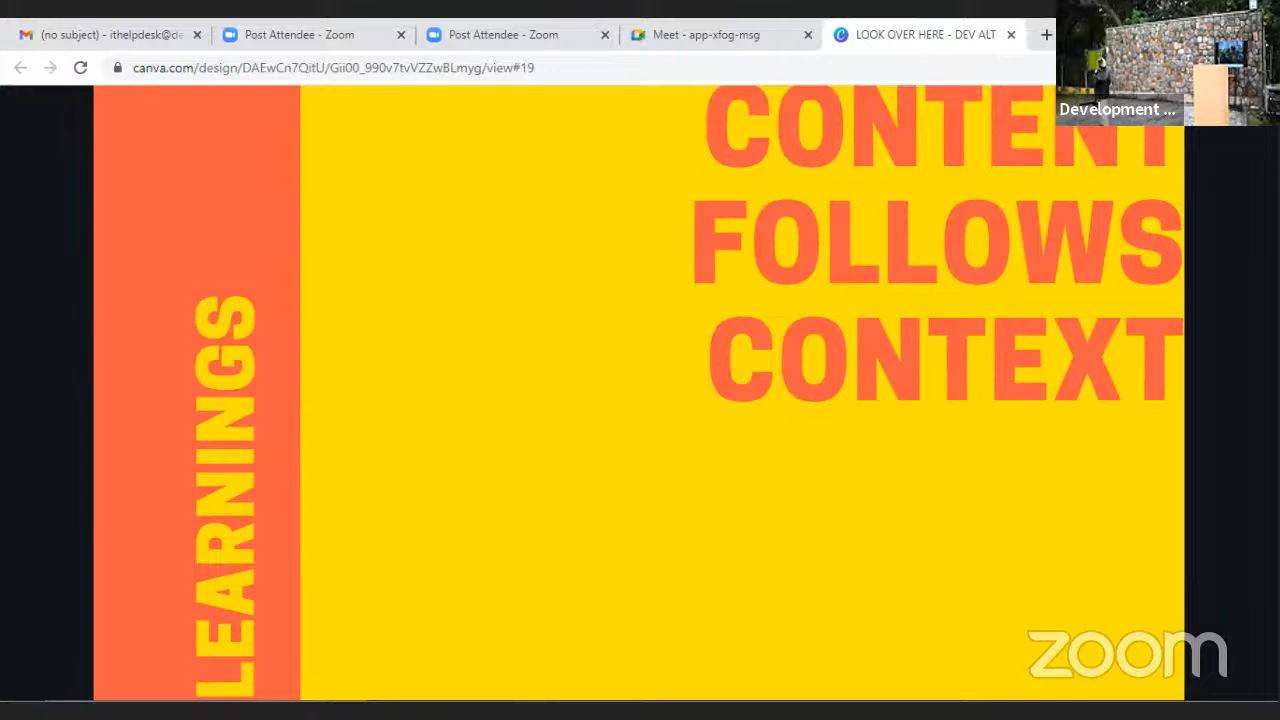 (no subject) - ithelpdesk@de
Post Attendee - Zoom
Post Attendee - Zoom
Meet - app-xfog-msg
LOOK OVER HERE - DEV ALT
canva.com/design/DAEwCn7QitU/Gii00_990v7tvVZZwBLmyg/view#19
Development ...
CONTENT
FOLLOWS
CONTEXT
LEARNINGS
zoom